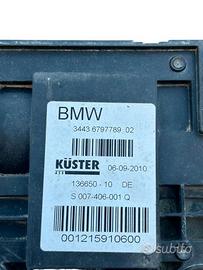 BMW
3443 6797789 02
KÜSTER
06-09-2010
136650 - 10 DE
S 007-406-001 Q
001215910600
subito